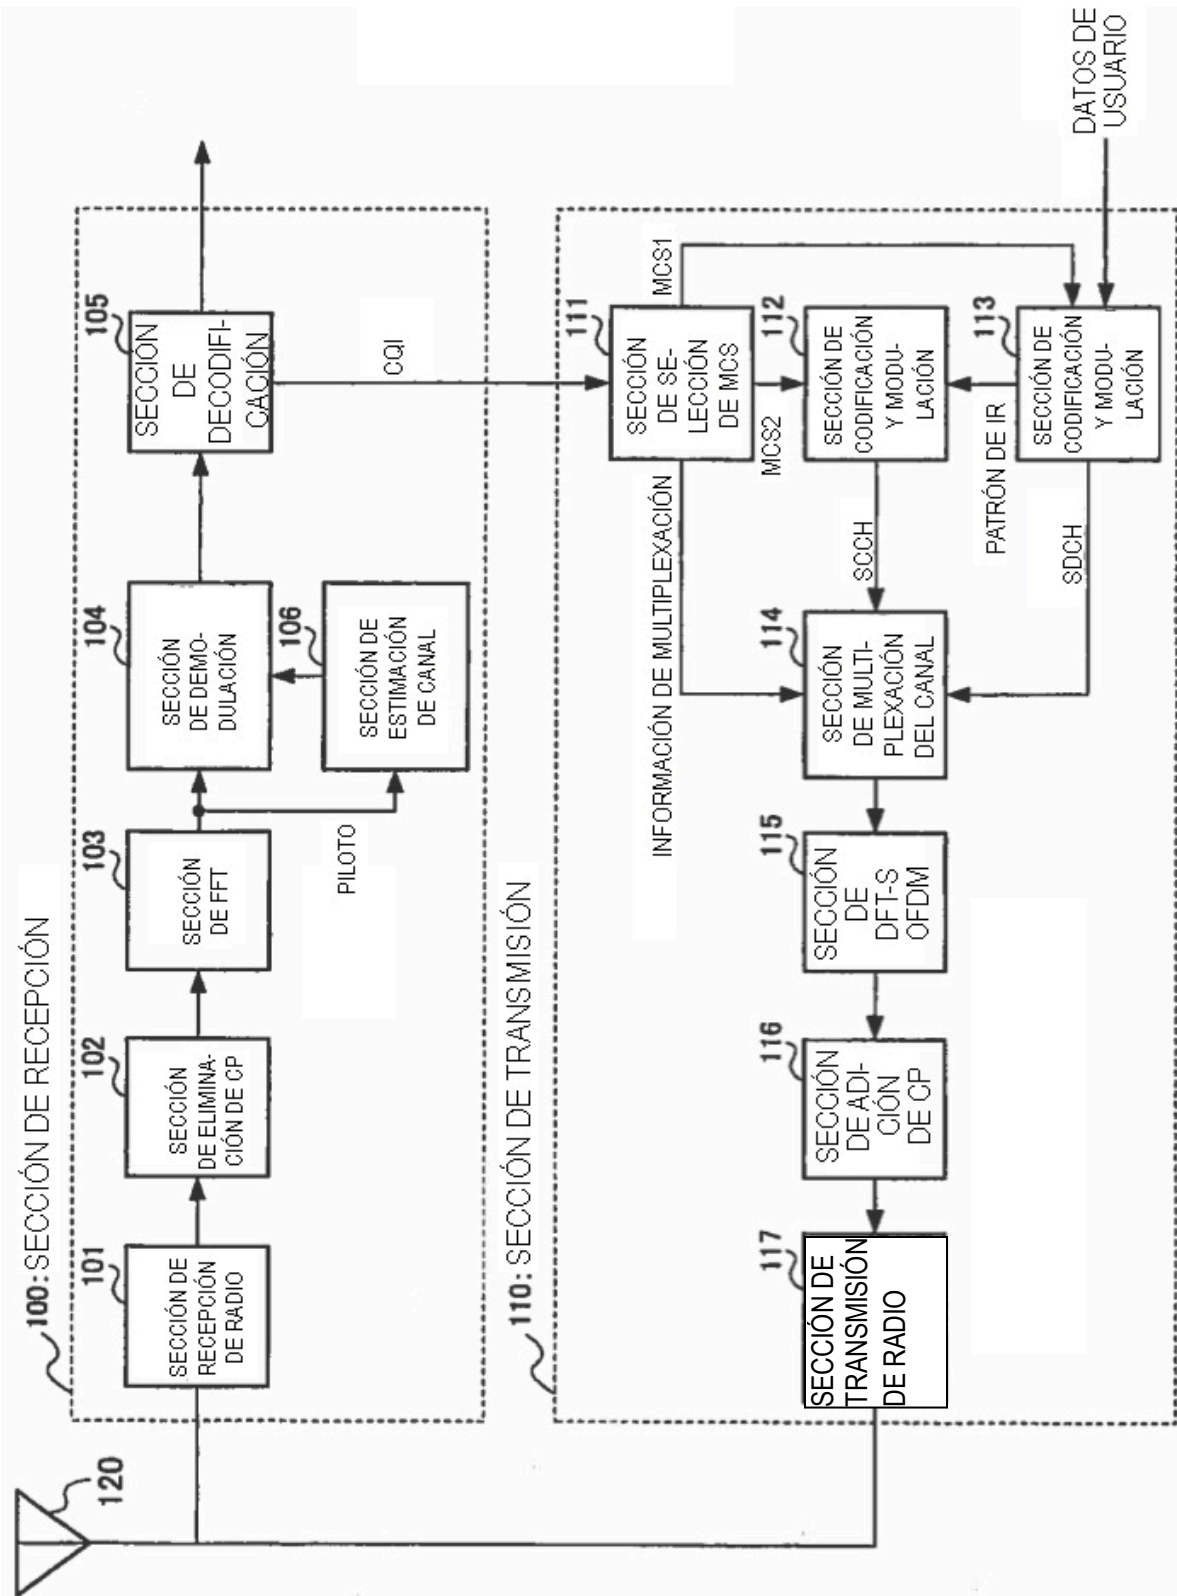 100:SECCIÓN DE RECEPCIÓN
120
101
SECCIÓN DE
RECEPCIÓN
DE RADIO
102
SECCIÓN
DE ELIMINA-
CIÓN DE CP
103
SECCIÓN
DE FFT
PILOTO
104
SECCIÓN
DE DEMO-
DULACIÓN
106
SECCIÓN DE
ESTIMACIÓN
DE CANAL
105
SECCIÓN
DE
DECODIFI-
CACIÓN
CQI
110: SECCIÓN DE TRANSMISIÓN
111
SECCIÓN
DE SE-
LECCIÓN
DE MCS
MCS1
MCS2
INFORMACIÓN DE MULTIPLEXACIÓN
112
SECCIÓN DE
CODIFICACIÓN
Y MODU-
LACIÓN
SCCH
PATRÓN DE IR
113
SECCIÓN DE
CODIFICACIÓN
Y MODU-
LACIÓN
SDCH
DATOS DE
USUARIO
114
SECCIÓN
DE MULTI-
PLEXACIÓN
DEL CANAL
115
SECCIÓN
DE
DFT-S
OFDM
116
SECCIÓN
DE ADI-
CIÓN
DE CP
117
SECCIÓN DE
TRANSMISIÓN
DE RADIO